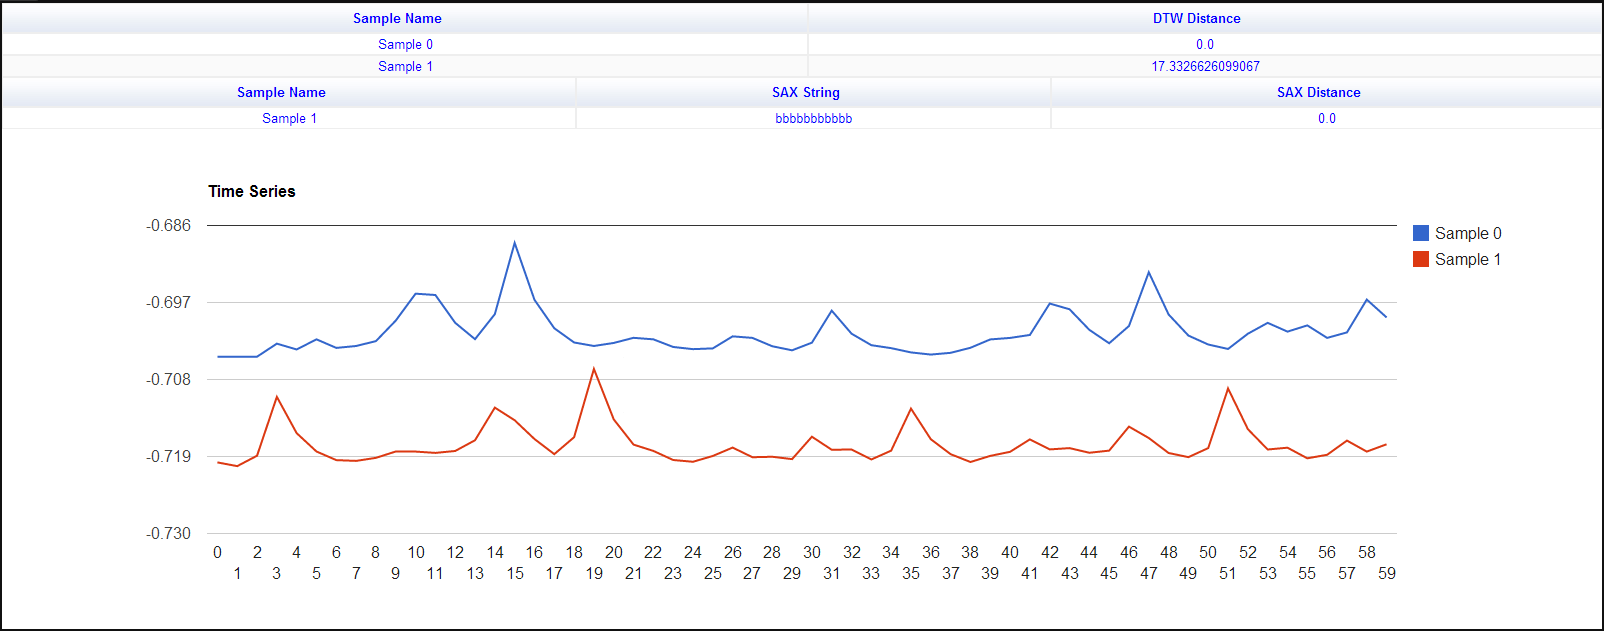 Sample Name DTW Distance
Sample 0 0.0
Sample 1 17.3326626099067
Sample Name SAX String SAX Distance
Sample 1 bbbbbbbbbbb 0.0
Time Series
-0.686
-0.697
-0.708
-0.719
-0.730
Sample 0
Sample 1
0 2 4 6 8 10 12 14 16 18 20 22 24 26 28 30 32 34 36 38 40 42 44 46 48 50 52 54 56 58
1 3 5 7 9 11 13 15 17 19 21 23 25 27 29 31 33 35 37 39 41 43 45 47 49 51 53 55 57 59